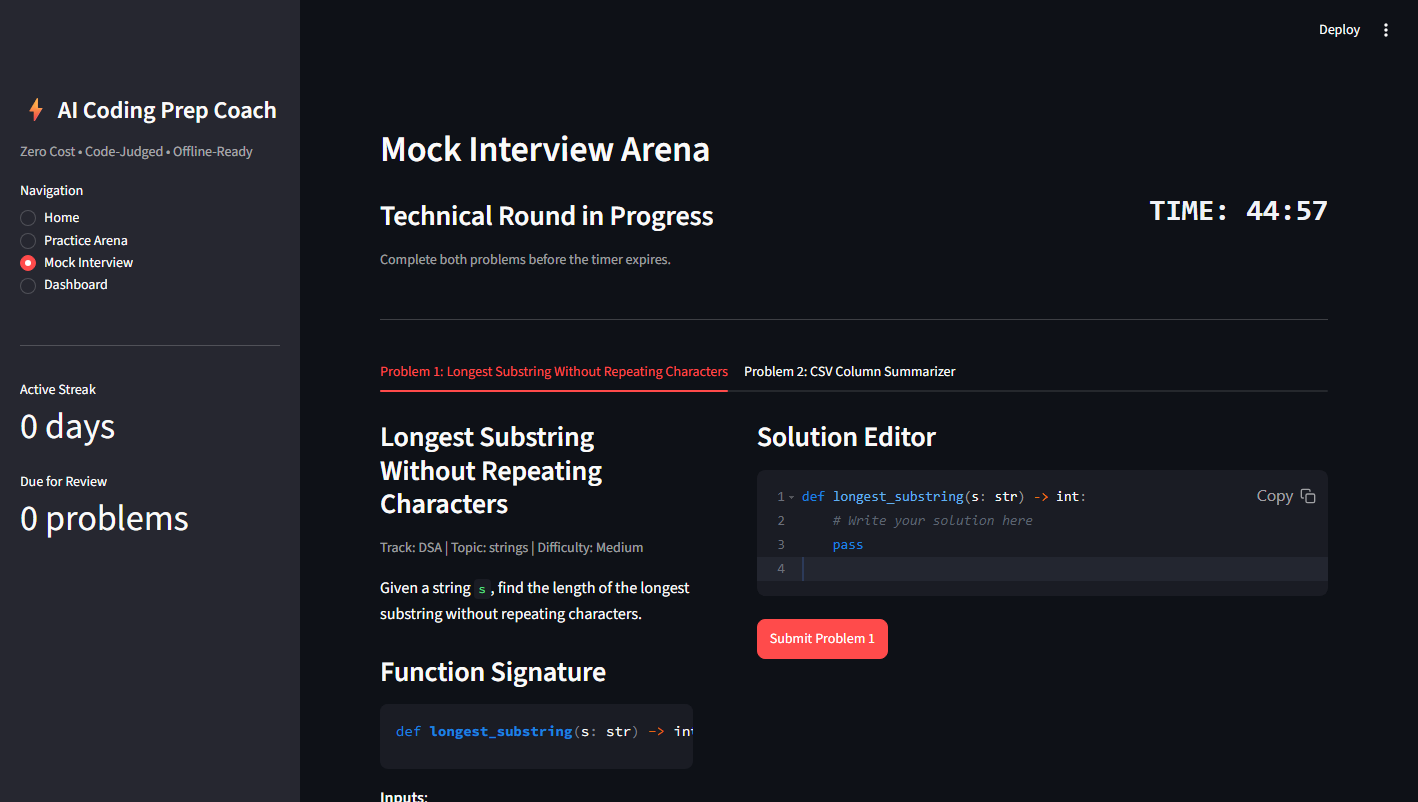 Deploy
AI Coding Prep Coach
Zero Cost • Code-Judged • Offline-Ready
Navigation
Home
Practice Arena
Mock Interview
Dashboard
Active Streak
0 days
Due for Review
0 problems
Mock Interview Arena
Technical Round in Progress
TIME: 44:57
Complete both problems before the timer expires.
Problem 1: Longest Substring Without Repeating Characters
Problem 2: CSV Column Summarizer
Longest Substring
Without Repeating
Characters
Track: DSA | Topic: strings | Difficulty: Medium
Given a string s, find the length of the longest
substring without repeating characters.
Function Signature
def longest_substring(s: str) -> int
Inputs:
Solution Editor
1 def longest_substring(s: str) -> int:
Copy
2 # Write your solution here
3 pass
4
Submit Problem 1